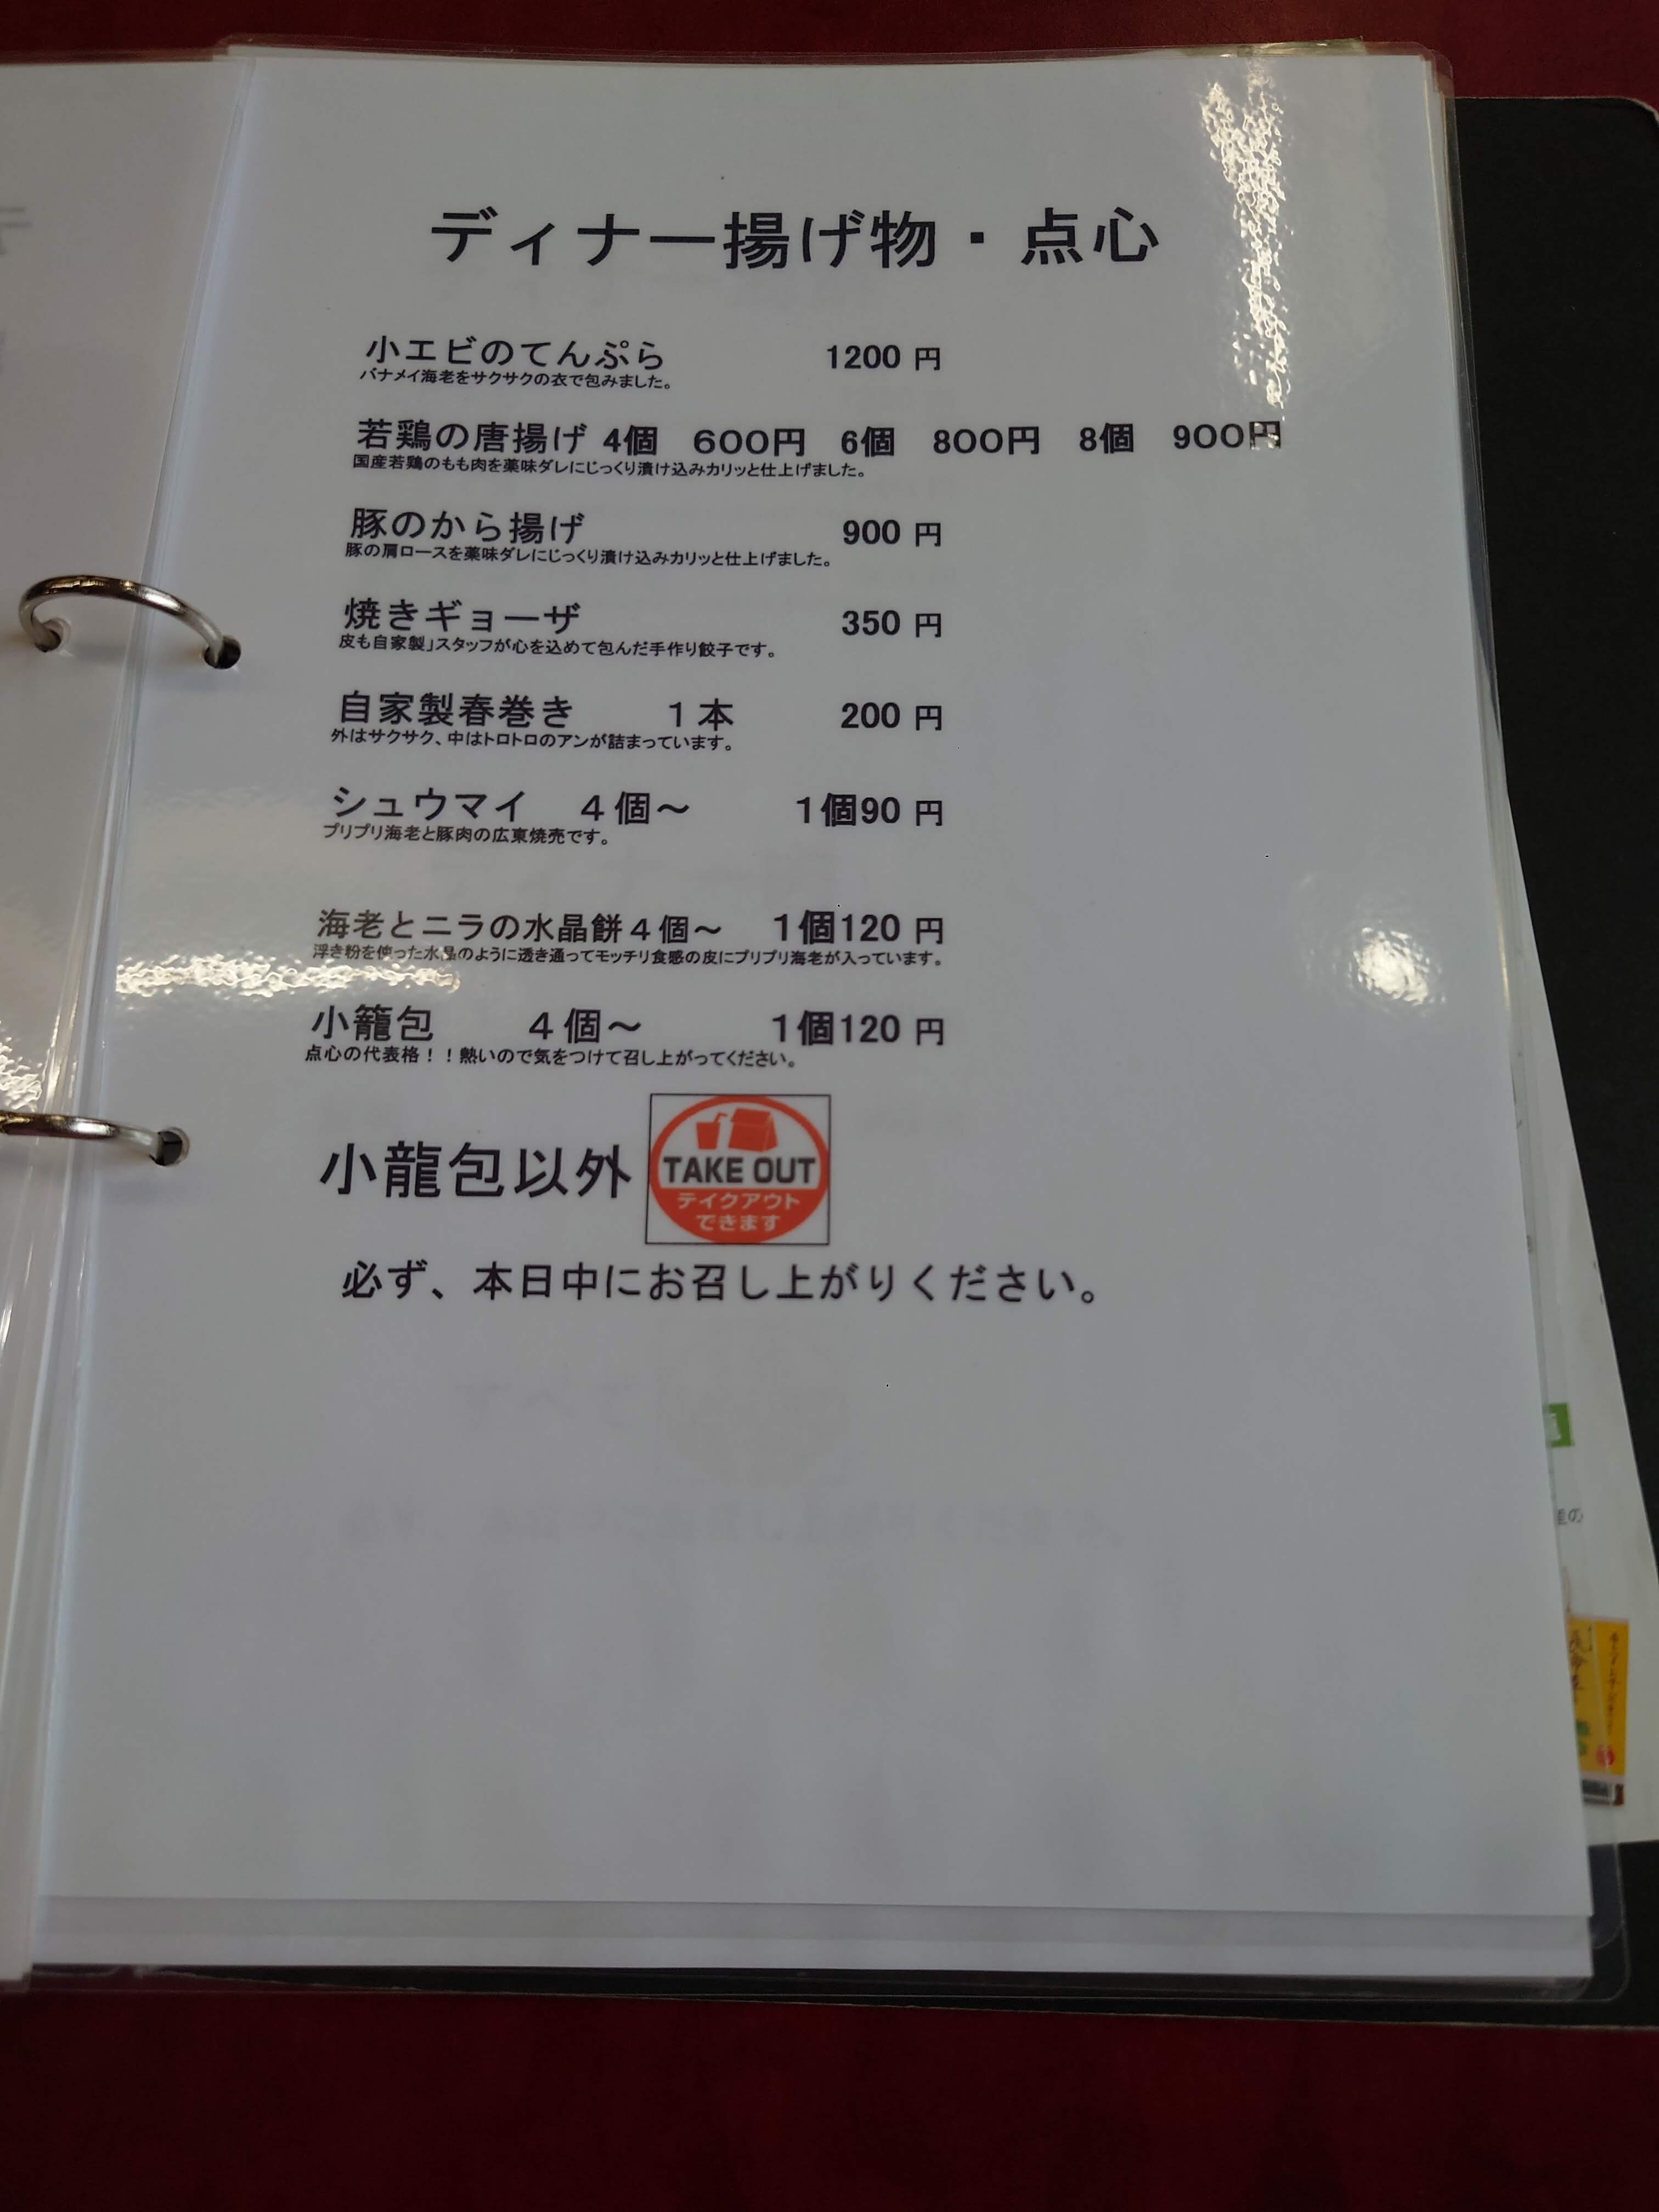 ディナー揚げ物・点心
小エビのてんぷら 1200 円
バナメイ海老をサクサクの衣で包みました。
若鶏の唐揚げ 4個 600円 6個 800円 8個 900円
国産若鶏のもも肉を薬味ダレにじっくり漬け込みカリッと仕上げました。
豚のから揚げ 900 円
豚の肩ロースを薬味ダレにじっくり漬け込みカリッと仕上げました。
焼きギョーザ 350 円
皮も自家製」スタッフが心を込めて包んだ手作り餃子です。
自家製春巻き 1本 200 円
外はサクサク、中はトロトロのアンが詰まっています。
シュウマイ 4個～ 1個90 円
プリプリ海老と豚肉の広東焼売です。
海老とニラの水晶餅4個～ 1個120 円
浮き粉を使った水晶のように透き通ってモッチリ食感の皮にプリプリ海老が入っています。
小籠包 4個～ 1個120 円
点心の代表格！！熱いので気をつけて召し上がってください。
小龍包以外
TAKE OUT
テイクアウト
できます
必ず、本日中にお召し上がりください。